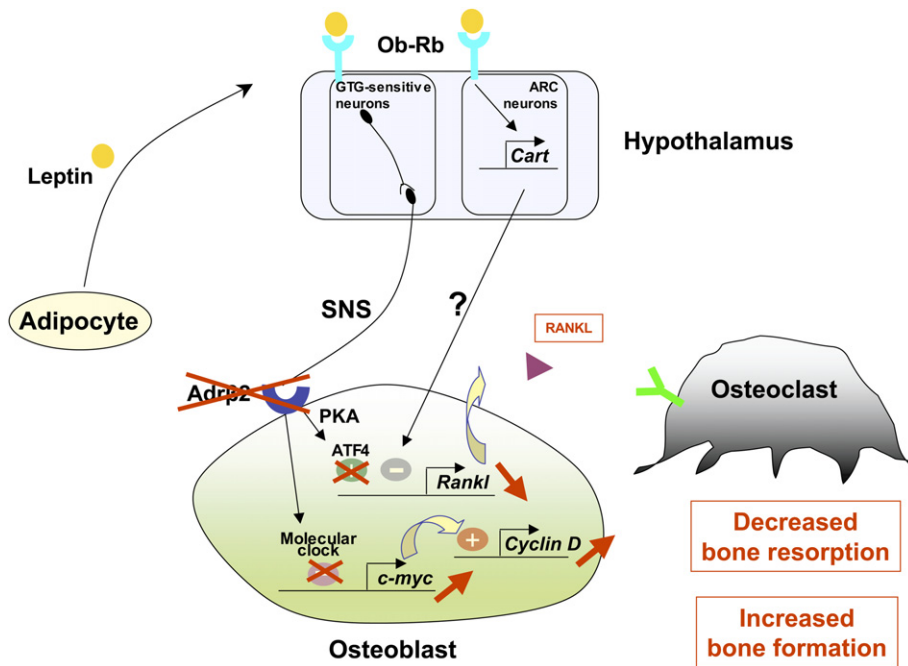 Ob-Rb
GTG-sensitive
neurons
ARC
neurons
Cart
Hypothalamus
Leptin
Adipocyte
SNS
?
RANKL
Adrβ2
PKA
ATF4
+
−
Rankl
Osteoclast
Molecular
clock
c-myc
+
Cyclin D
Osteoblast
Decreased
bone resorption
Increased
bone formation